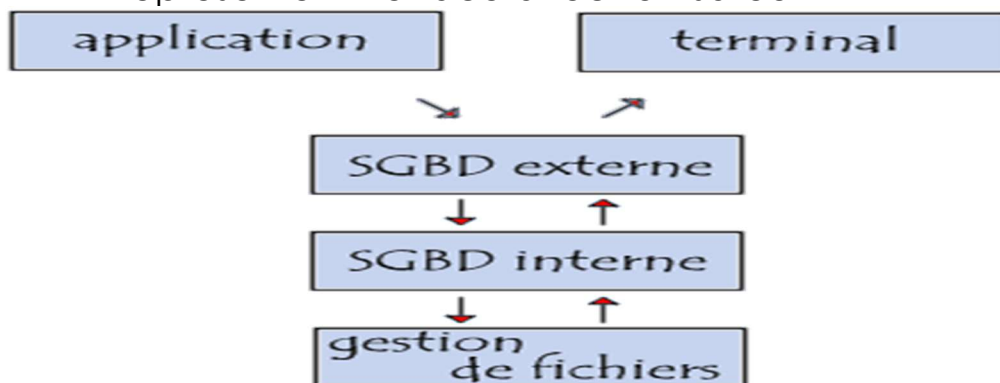 application
terminal
SGBD externe
SGBD interne
gestion
de fichiers